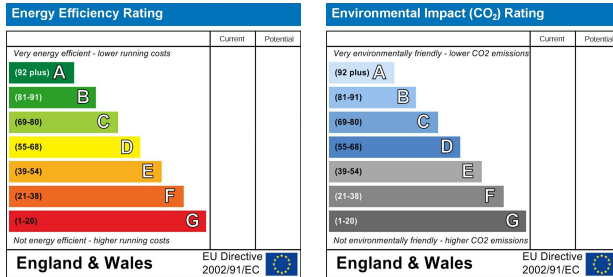 Energy Efficiency Rating
Current Potential
Very energy efficient - lower running costs
(92 plus) A
(81-91) B
(69-80) C
(55-68) D
(39-54) E
(21-38) F
(1-20) G
Not energy efficient - higher running costs
England & Wales
EU Directive
2002/91/EC
Environmental Impact (CO₂) Rating
Current Potential
Very environmentally friendly - lower CO2 emissions
(92 plus) A
(81-91) B
(69-80) C
(55-68) D
(39-54) E
(21-38) F
(1-20) G
Not environmentally friendly - higher CO2 emissions
England & Wales
EU Directive
2002/91/EC